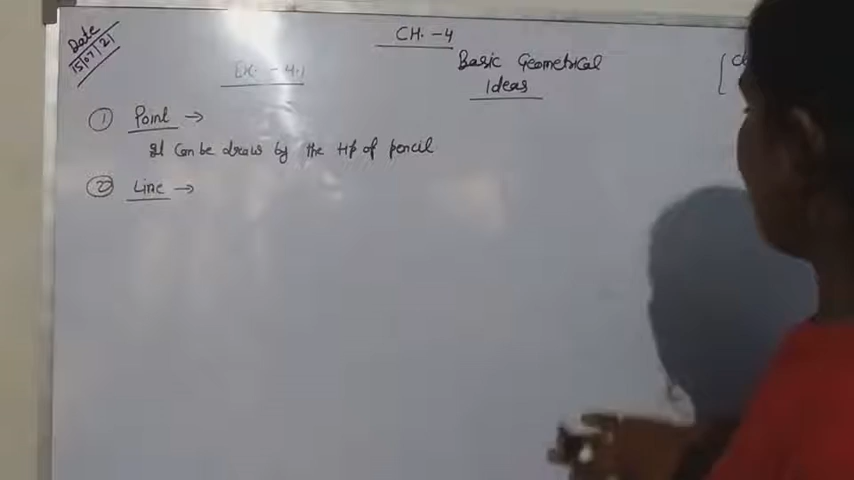 Date
15/07/21
CH. - 4
Basic Geometrical
Ideas
EX. - 4.1
① Point →
It can be draw by the tip of pencil
② Line →